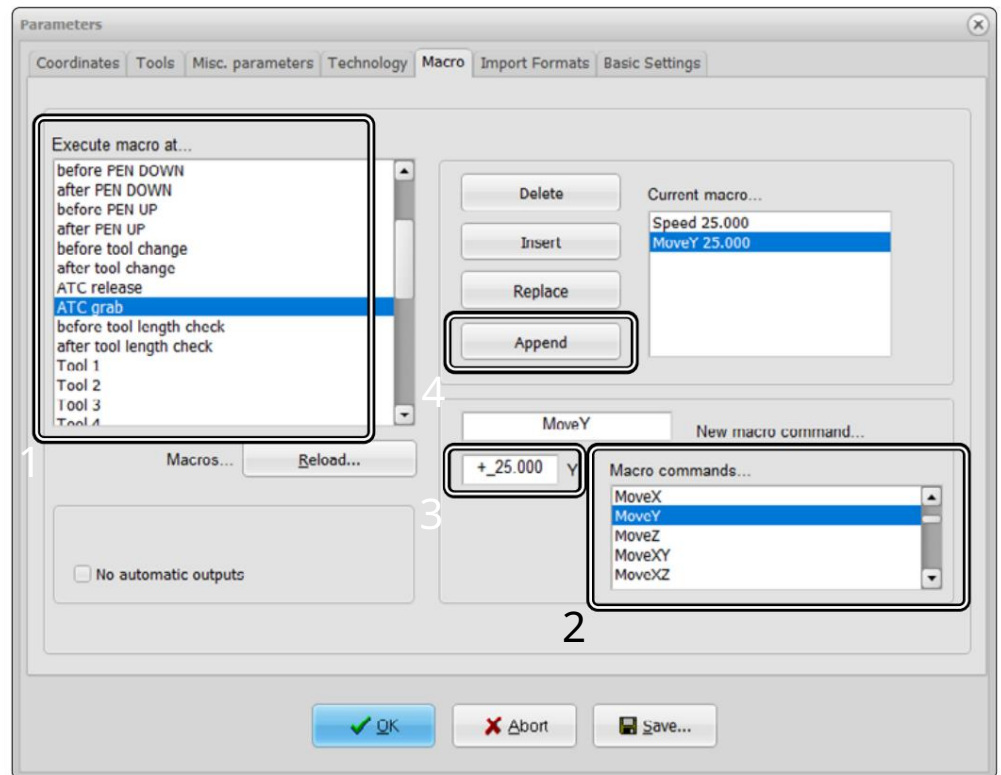 Parameters
Coordinates Tools Misc. parameters Technology Macro Import Formats Basic Settings
Execute macro at...
before PEN DOWN
after PEN DOWN
before PEN UP
after PEN UP
before tool change
after tool change
ATC release
ATC grab
before tool length check
after tool length check
Tool 1
Tool 2
Tool 3
Tool 4
1
Macros... Reload...
No automatic outputs
Delete
Insert
Replace
Append
4
Current macro...
Speed 25.000
MoveY 25.000
MoveY
New macro command...
+_25.000 Y
3
Macro commands...
MoveX
MoveY
MoveZ
MoveXY
MoveXZ
2
OK Abort Save...